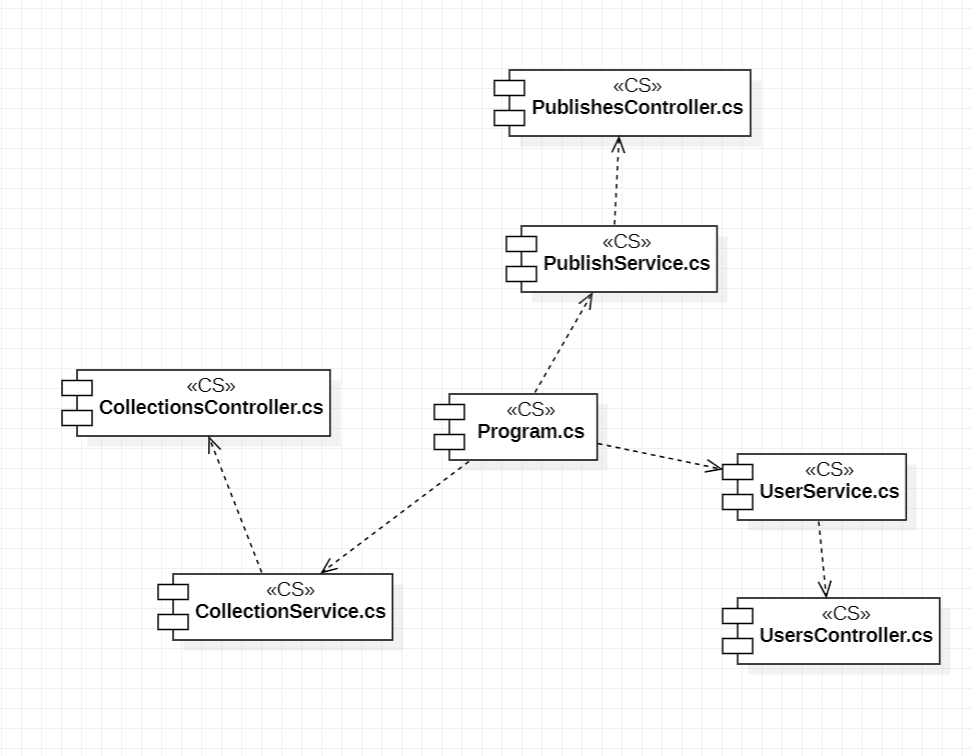 «CS»
PublishesController.cs
«CS»
PublishService.cs
«CS»
CollectionsController.cs
«CS»
Program.cs
«CS»
UserService.cs
«CS»
CollectionService.cs
«CS»
UsersController.cs